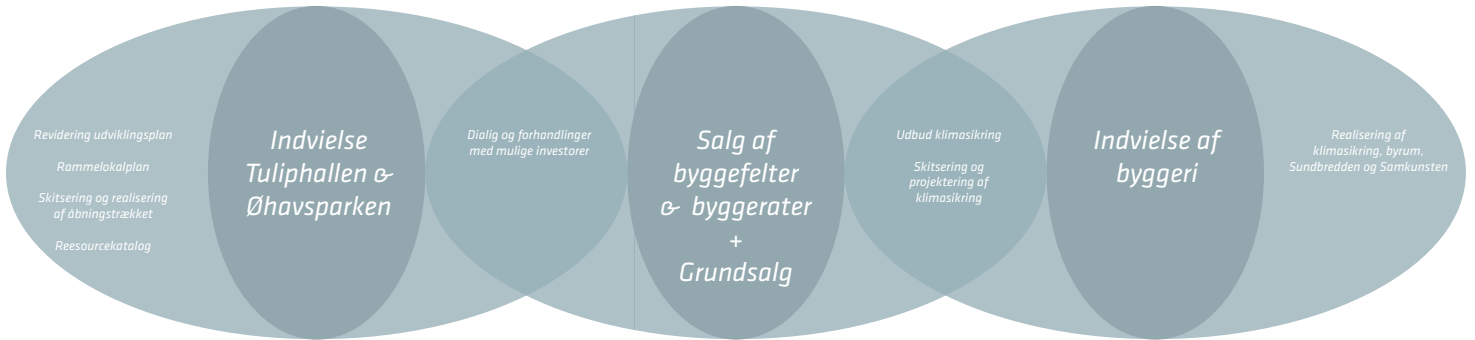 Revidering udviklingsplan
Rammelokalplan
Skitsering og realisering
af åbningstrækket
Reesourcekatalog
Indvielse
Tuliphallen &
Øhavsparken
Dialig og forhandlinger
med mulige investorer
Salg af
byggefelter
& byggerater
+
Grundsalg
Udbud klimasikring
Skitsering og
projektering af
klimasikring
Indvielse af
byggeri
Realisering af
klimasikring, byrum,
Sundbredden og Samkunsten